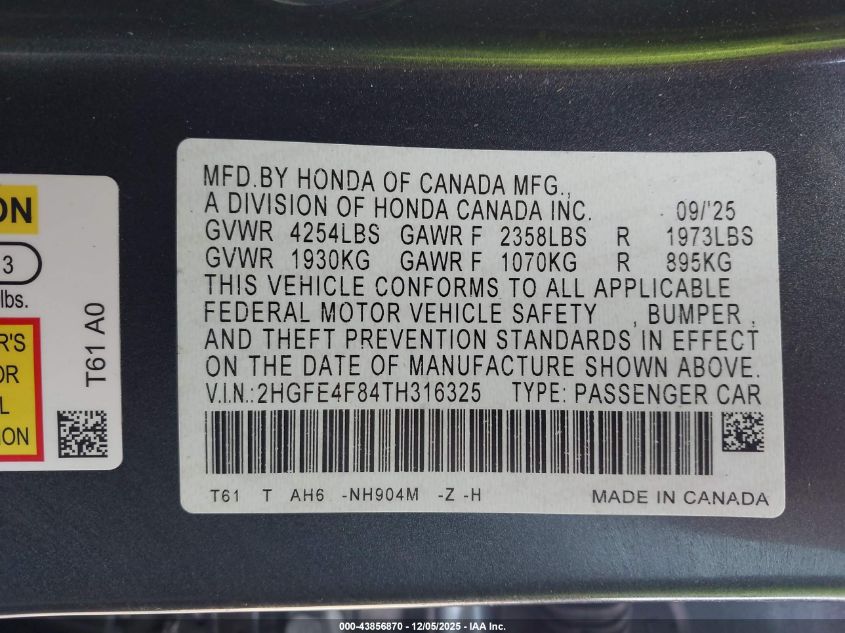 ON
3
lbs.
R'S
OR
L
ION
T61 A0
MFD.BY HONDA OF CANADA MFG.,
A DIVISION OF HONDA CANADA INC. 09/'25
GVWR 4254LBS GAWR F 2358LBS R 1973LBS
GVWR 1930KG GAWR F 1070KG R 895KG
THIS VEHICLE CONFORMS TO ALL APPLICABLE
FEDERAL MOTOR VEHICLE SAFETY , BUMPER ,
AND THEFT PREVENTION STANDARDS IN EFFECT
ON THE DATE OF MANUFACTURE SHOWN ABOVE.
V.I.N.:2HGFE4F84TH316325 TYPE: PASSENGER CAR
T61 T AH6 -NH904M -Z -H MADE IN CANADA
000-43856870 - 12/05/2025 - IAA Inc.